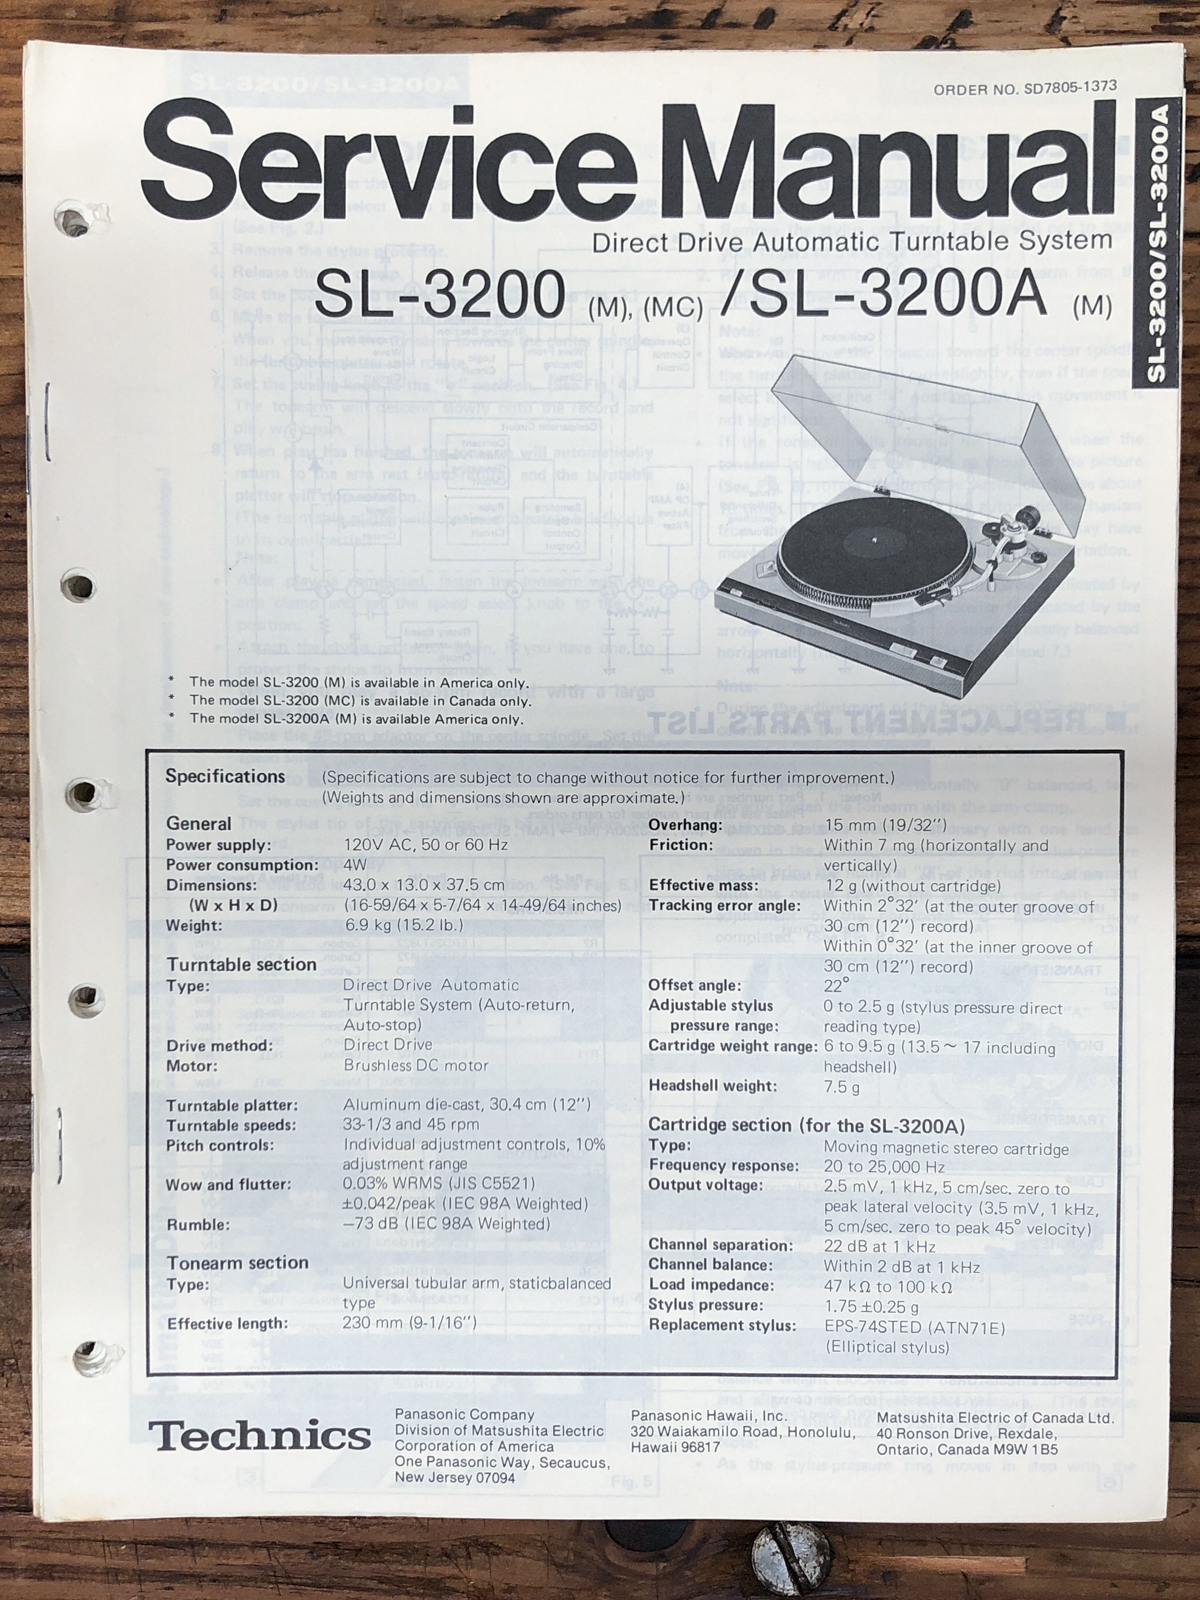 ORDER NO. SD7805-1373
Service Manual
Direct Drive Automatic Turntable System
SL-3200 (M), (MC) /SL-3200A (M)
SL-3200/SL-3200A
* The model SL-3200 (M) is available in America only.
* The model SL-3200 (MC) is available in Canada only.
* The model SL-3200A (M) is available America only.
Specifications (Specifications are subject to change without notice for further improvement.)
(Weights and dimensions shown are approximate.)
General
Power supply: 120V AC, 50 or 60 Hz
Power consumption: 4W
Dimensions: 43.0 x 13.0 x 37.5 cm
(W x H x D) (16-59/64 x 5-7/64 x 14-49/64 inches)
Weight: 6.9 kg (15.2 lb.)
Turntable section
Type: Direct Drive Automatic
Turntable System (Auto-return,
Auto-stop)
Drive method: Direct Drive
Motor: Brushless DC motor
Turntable platter: Aluminum die-cast, 30.4 cm (12")
Turntable speeds: 33-1/3 and 45 rpm
Pitch controls: Individual adjustment controls, 10%
adjustment range
Wow and flutter: 0.03% WRMS (JIS C5521)
±0.042/peak (IEC 98A Weighted)
Rumble: −73 dB (IEC 98A Weighted)
Tonearm section
Type: Universal tubular arm, staticbalanced
type
Effective length: 230 mm (9-1/16")
Overhang: 15 mm (19/32")
Friction: Within 7 mg (horizontally and
vertically)
Effective mass: 12 g (without cartridge)
Tracking error angle: Within 2°32' (at the outer groove of
30 cm (12") record)
Within 0°32' (at the inner groove of
30 cm (12") record)
Offset angle: 22°
Adjustable stylus 0 to 2.5 g (stylus pressure direct
pressure range: reading type)
Cartridge weight range: 6 to 9.5 g (13.5 ~ 17 including
headshell)
Headshell weight: 7.5 g
Cartridge section (for the SL-3200A)
Type: Moving magnetic stereo cartridge
Frequency response: 20 to 25,000 Hz
Output voltage: 2.5 mV, 1 kHz, 5 cm/sec. zero to
peak lateral velocity (3.5 mV, 1 kHz,
5 cm/sec. zero to peak 45° velocity)
Channel separation: 22 dB at 1 kHz
Channel balance: Within 2 dB at 1 kHz
Load impedance: 47 kΩ to 100 kΩ
Stylus pressure: 1.75 ±0.25 g
Replacement stylus: EPS-74STED (ATN71E)
(Elliptical stylus)
Technics
Panasonic Company
Division of Matsushita Electric
Corporation of America
One Panasonic Way, Secaucus,
New Jersey 07094
Panasonic Hawaii, Inc.
320 Waiakamilo Road, Honolulu,
Hawaii 96817
Matsushita Electric of Canada Ltd.
40 Ronson Drive, Rexdale,
Ontario, Canada M9W 1B5